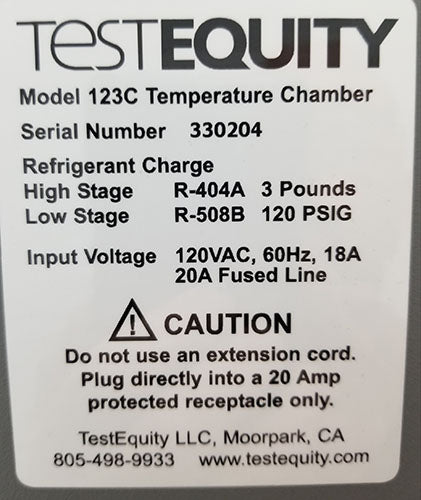 TESTEQUITY
Model 123C Temperature Chamber
Serial Number 330204
Refrigerant Charge
High Stage R-404A 3 Pounds
Low Stage R-508B 120 PSIG
Input Voltage 120VAC, 60Hz, 18A
20A Fused Line
CAUTION
Do not use an extension cord.
Plug directly into a 20 Amp
protected receptacle only.
TestEquity LLC, Moorpark, CA
805-498-9933 www.testequity.com